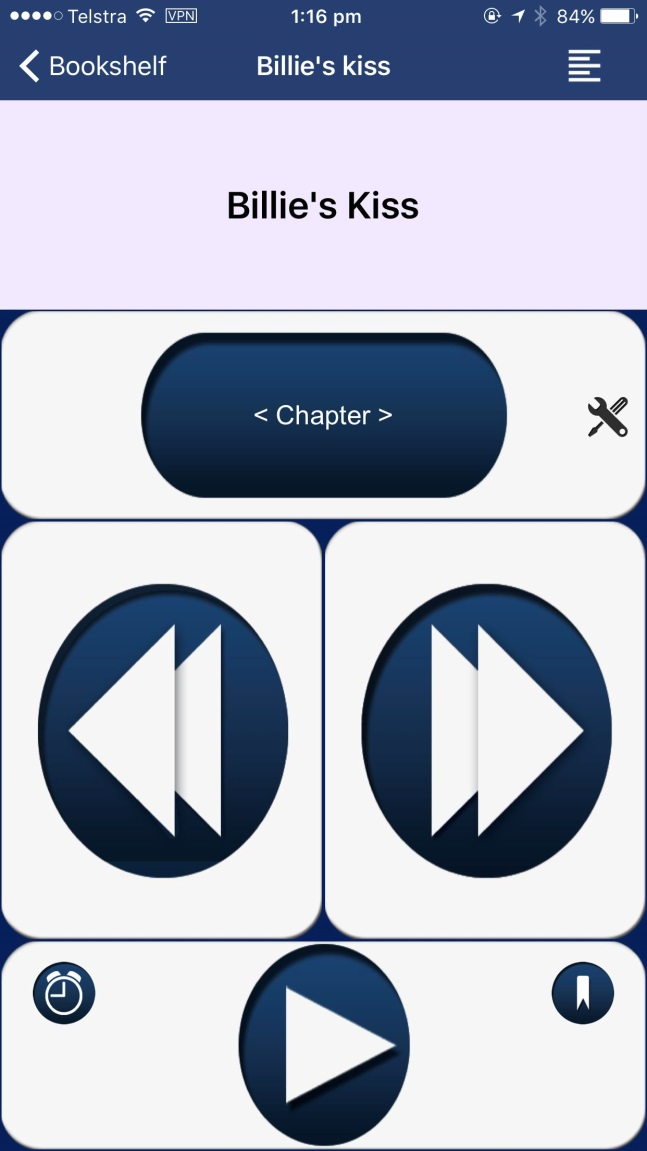 Telstra VPN 1:16 pm 84%
Bookshelf Billie's kiss
Billie's Kiss
< Chapter >